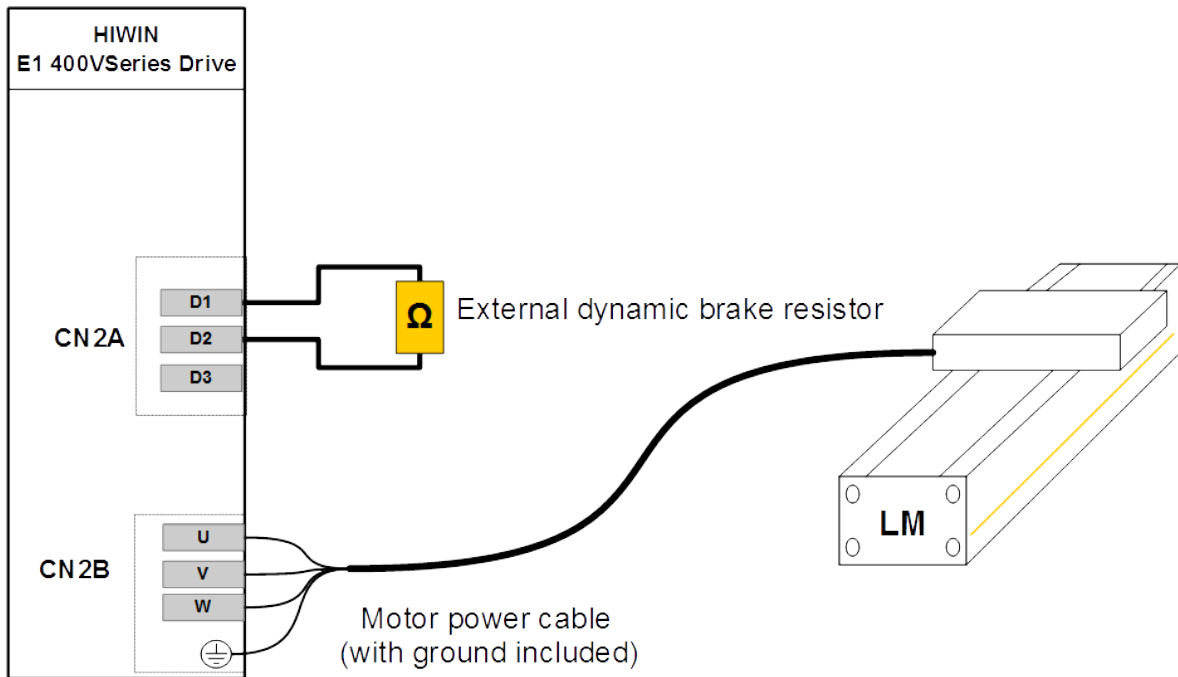 HIWIN
E1 400VSeries Drive
CN2A
D1
D2
D3
Ω
External dynamic brake resistor
CN2B
U
V
W
Motor power cable
(with ground included)
LM